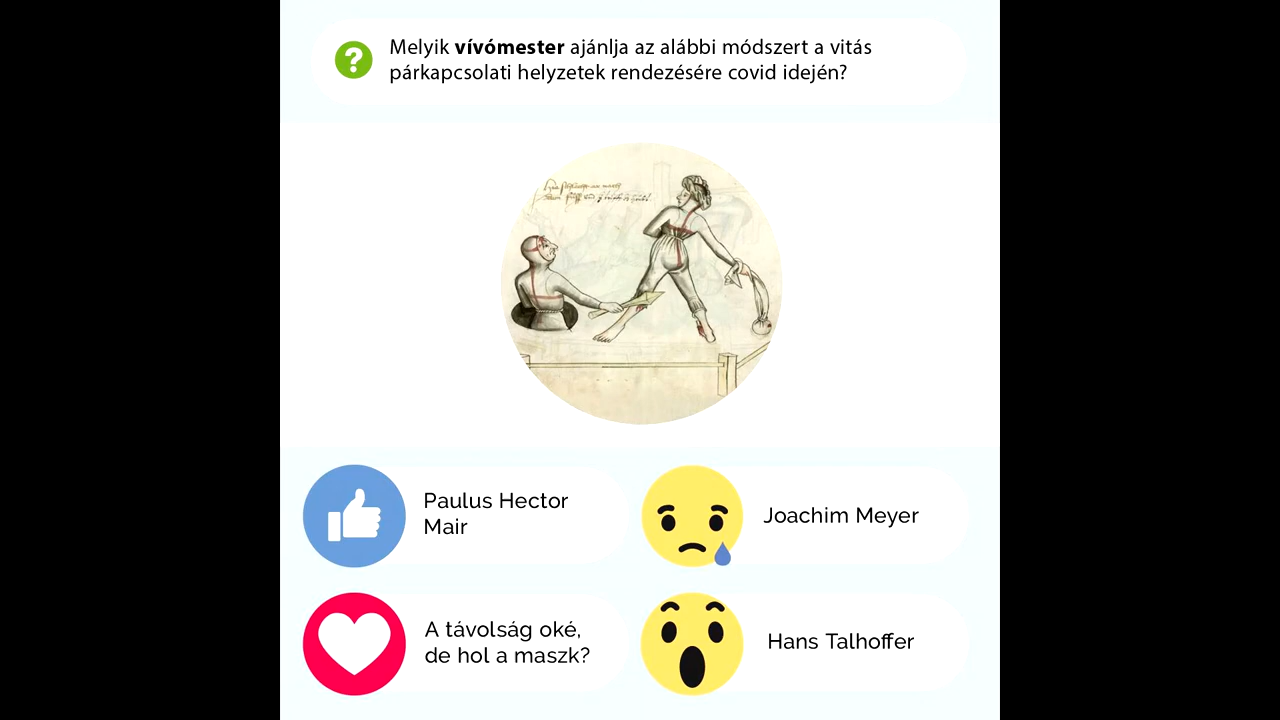 Melyik vívómester ajánlja az alábbi módszert a vitás
párkapcsolati helyzetek rendezésére covid idején?
Paulus Hector
Mair
Joachim Meyer
A távolság oké,
de hol a maszk?
Hans Talhoffer